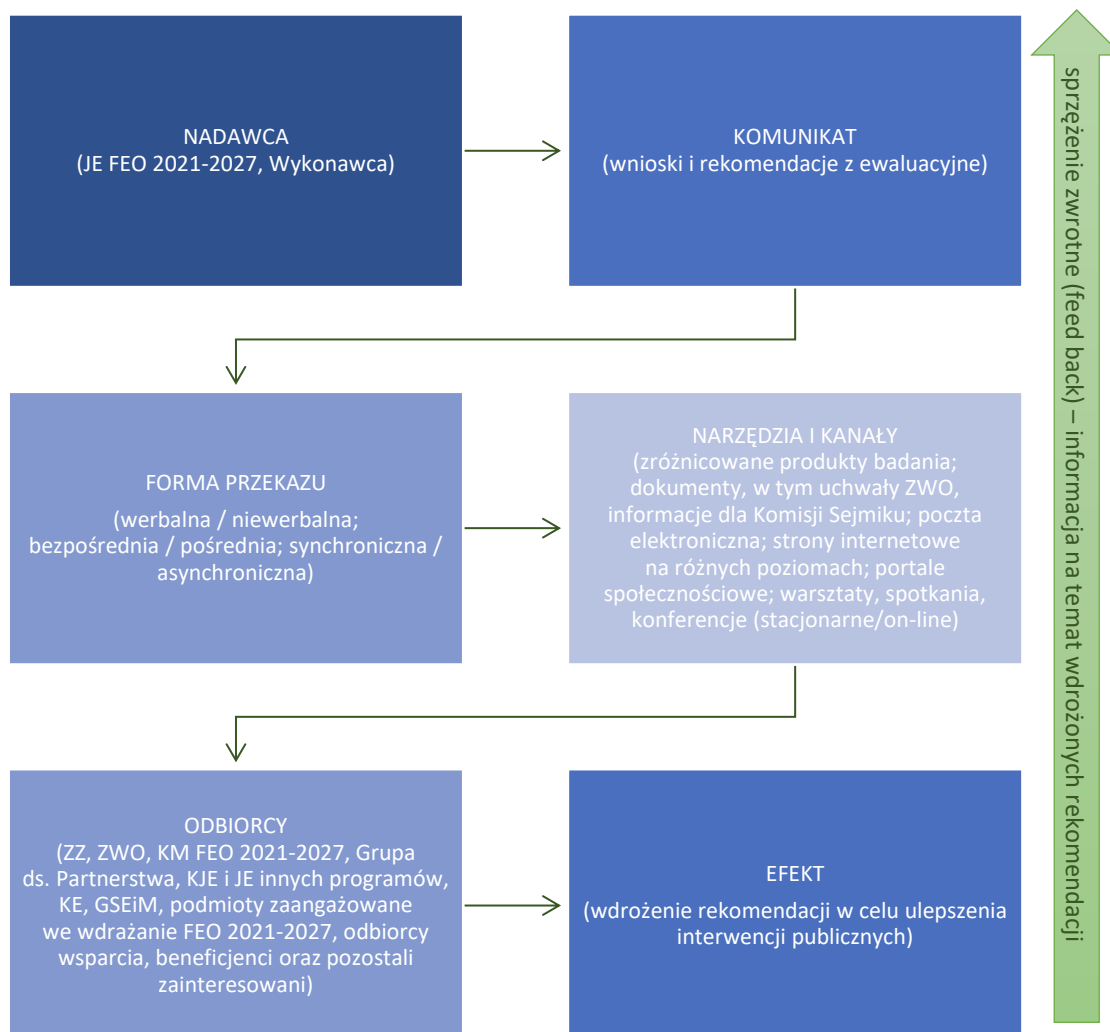 NADAWCA
(JE FEO 2021-2027, Wykonawca)
KOMUNIKAT
(wnioski i rekomendacje z ewaluacyjne)
FORMA PRZEKAZU
(werbalna / niewerbalna;
bezpośrednia / pośrednia; synchroniczna /
asynchroniczna)
NARZĘDZIA I KANAŁY
(zróżnicowane produkty badania;
dokumenty, w tym uchwały ZWO,
informacje dla Komisji Sejmiku; poczta
elektroniczna; strony internetowe
na różnych poziomach; portale
społecznościowe; warsztaty, spotkania,
konferencje (stacjonarne/on-line)
ODBIORCY
(ZZ, ZWO, KM FEO 2021-2027, Grupa
ds. Partnerstwa, KJE i JE innych programów,
KE, GSEiM, podmioty zaangażowane
we wdrażanie FEO 2021-2027, odbiorcy
wsparcia, beneficjenci oraz pozostali
zainteresowani)
EFEKT
(wdrożenie rekomendacji w celu ulepszenia
interwencji publicznych)
sprzężenie zwrotne (feed back) – informacja na temat wdrożonych rekomendacji